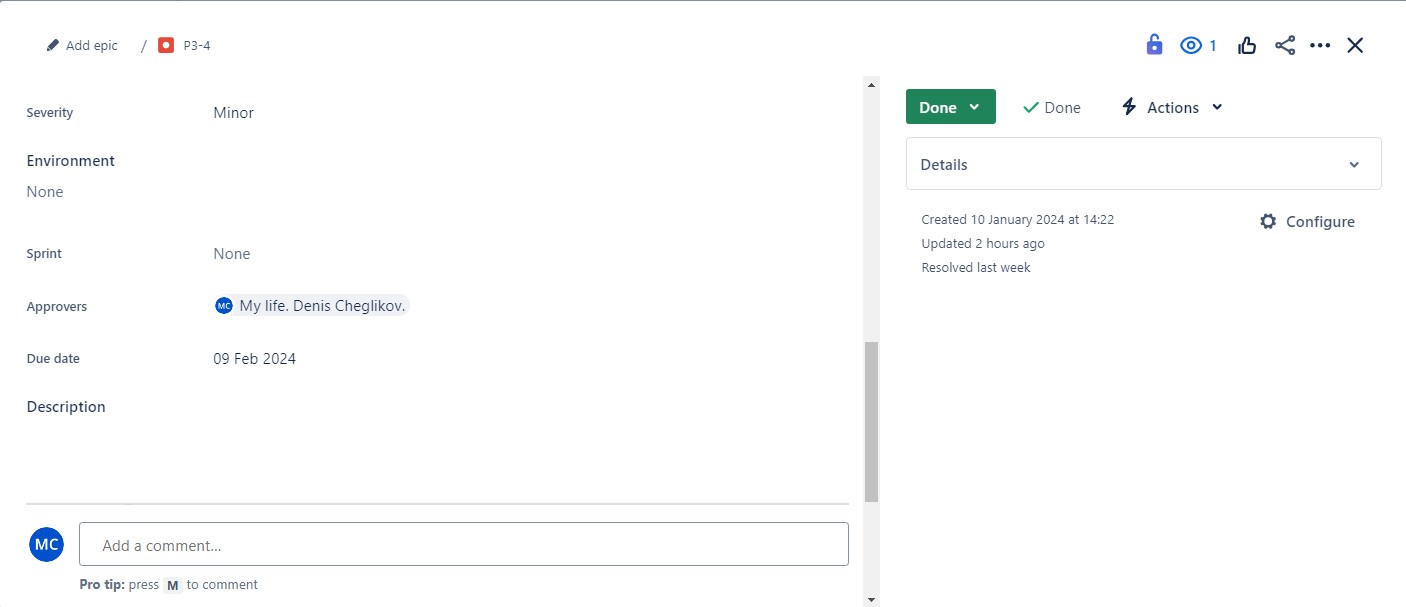 Add epic / P3-4
1
Severity Minor
Environment
None
Sprint None
Approvers MC My life. Denis Cheglikov.
Due date 09 Feb 2024
Description
MC Add a comment...
Pro tip: press M to comment
Done Done Actions
Details
Created 10 January 2024 at 14:22 Configure
Updated 2 hours ago
Resolved last week